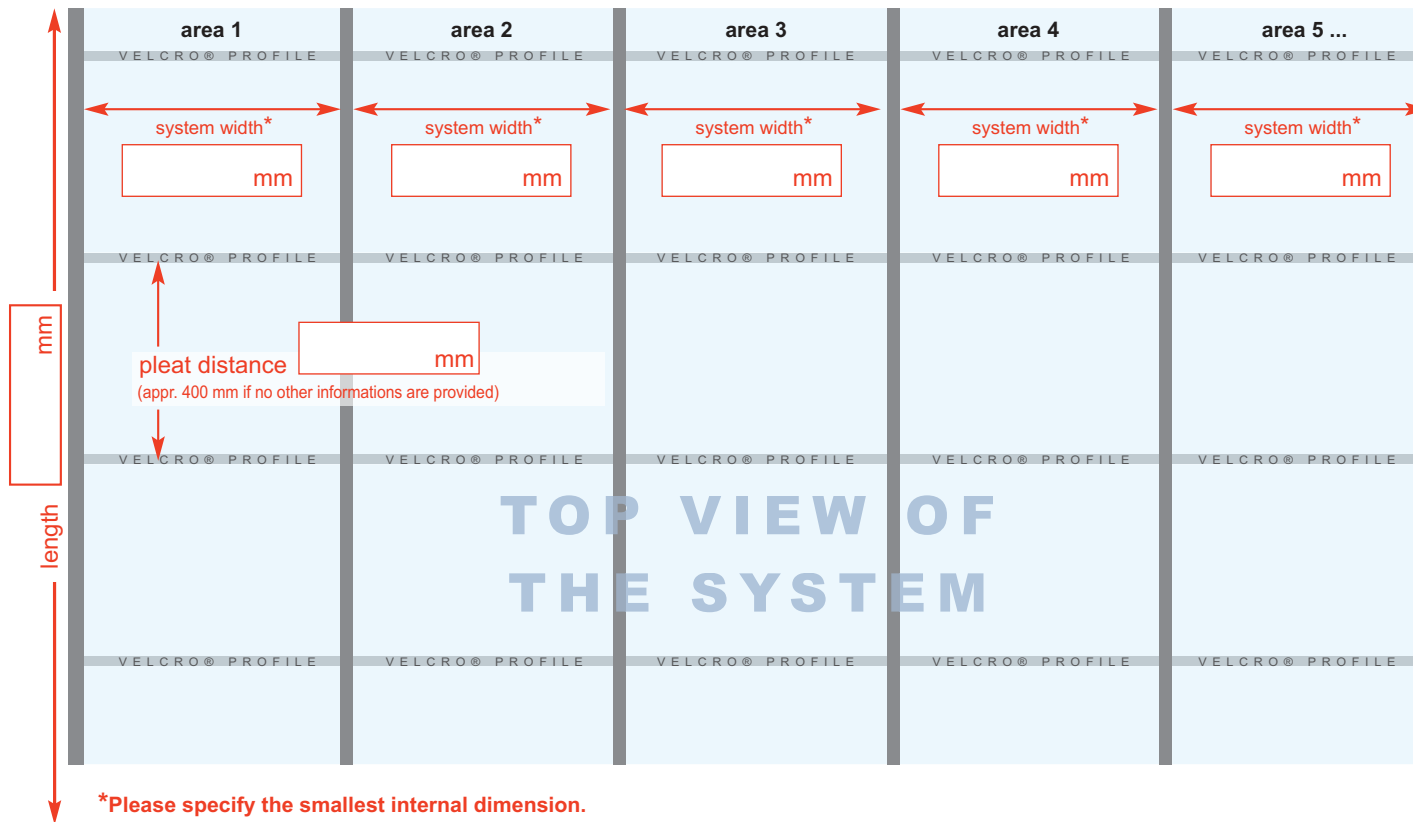 area 1 area 2 area 3 area 4 area 5 ...
VELCRO® PROFILE VELCRO® PROFILE VELCRO® PROFILE VELCRO® PROFILE VELCRO® PROFILE
system width* system width* system width* system width* system width*
mm mm mm mm mm
VELCRO® PROFILE VELCRO® PROFILE VELCRO® PROFILE VELCRO® PROFILE VELCRO® PROFILE
mm
pleat distance mm
(appr. 400 mm if no other informations are provided)
VELCRO® PROFILE VELCRO® PROFILE VELCRO® PROFILE VELCRO® PROFILE VELCRO® PROFILE
length
TOP VIEW OF
THE SYSTEM
VELCRO® PROFILE VELCRO® PROFILE VELCRO® PROFILE VELCRO® PROFILE VELCRO® PROFILE
*Please specify the smallest internal dimension.